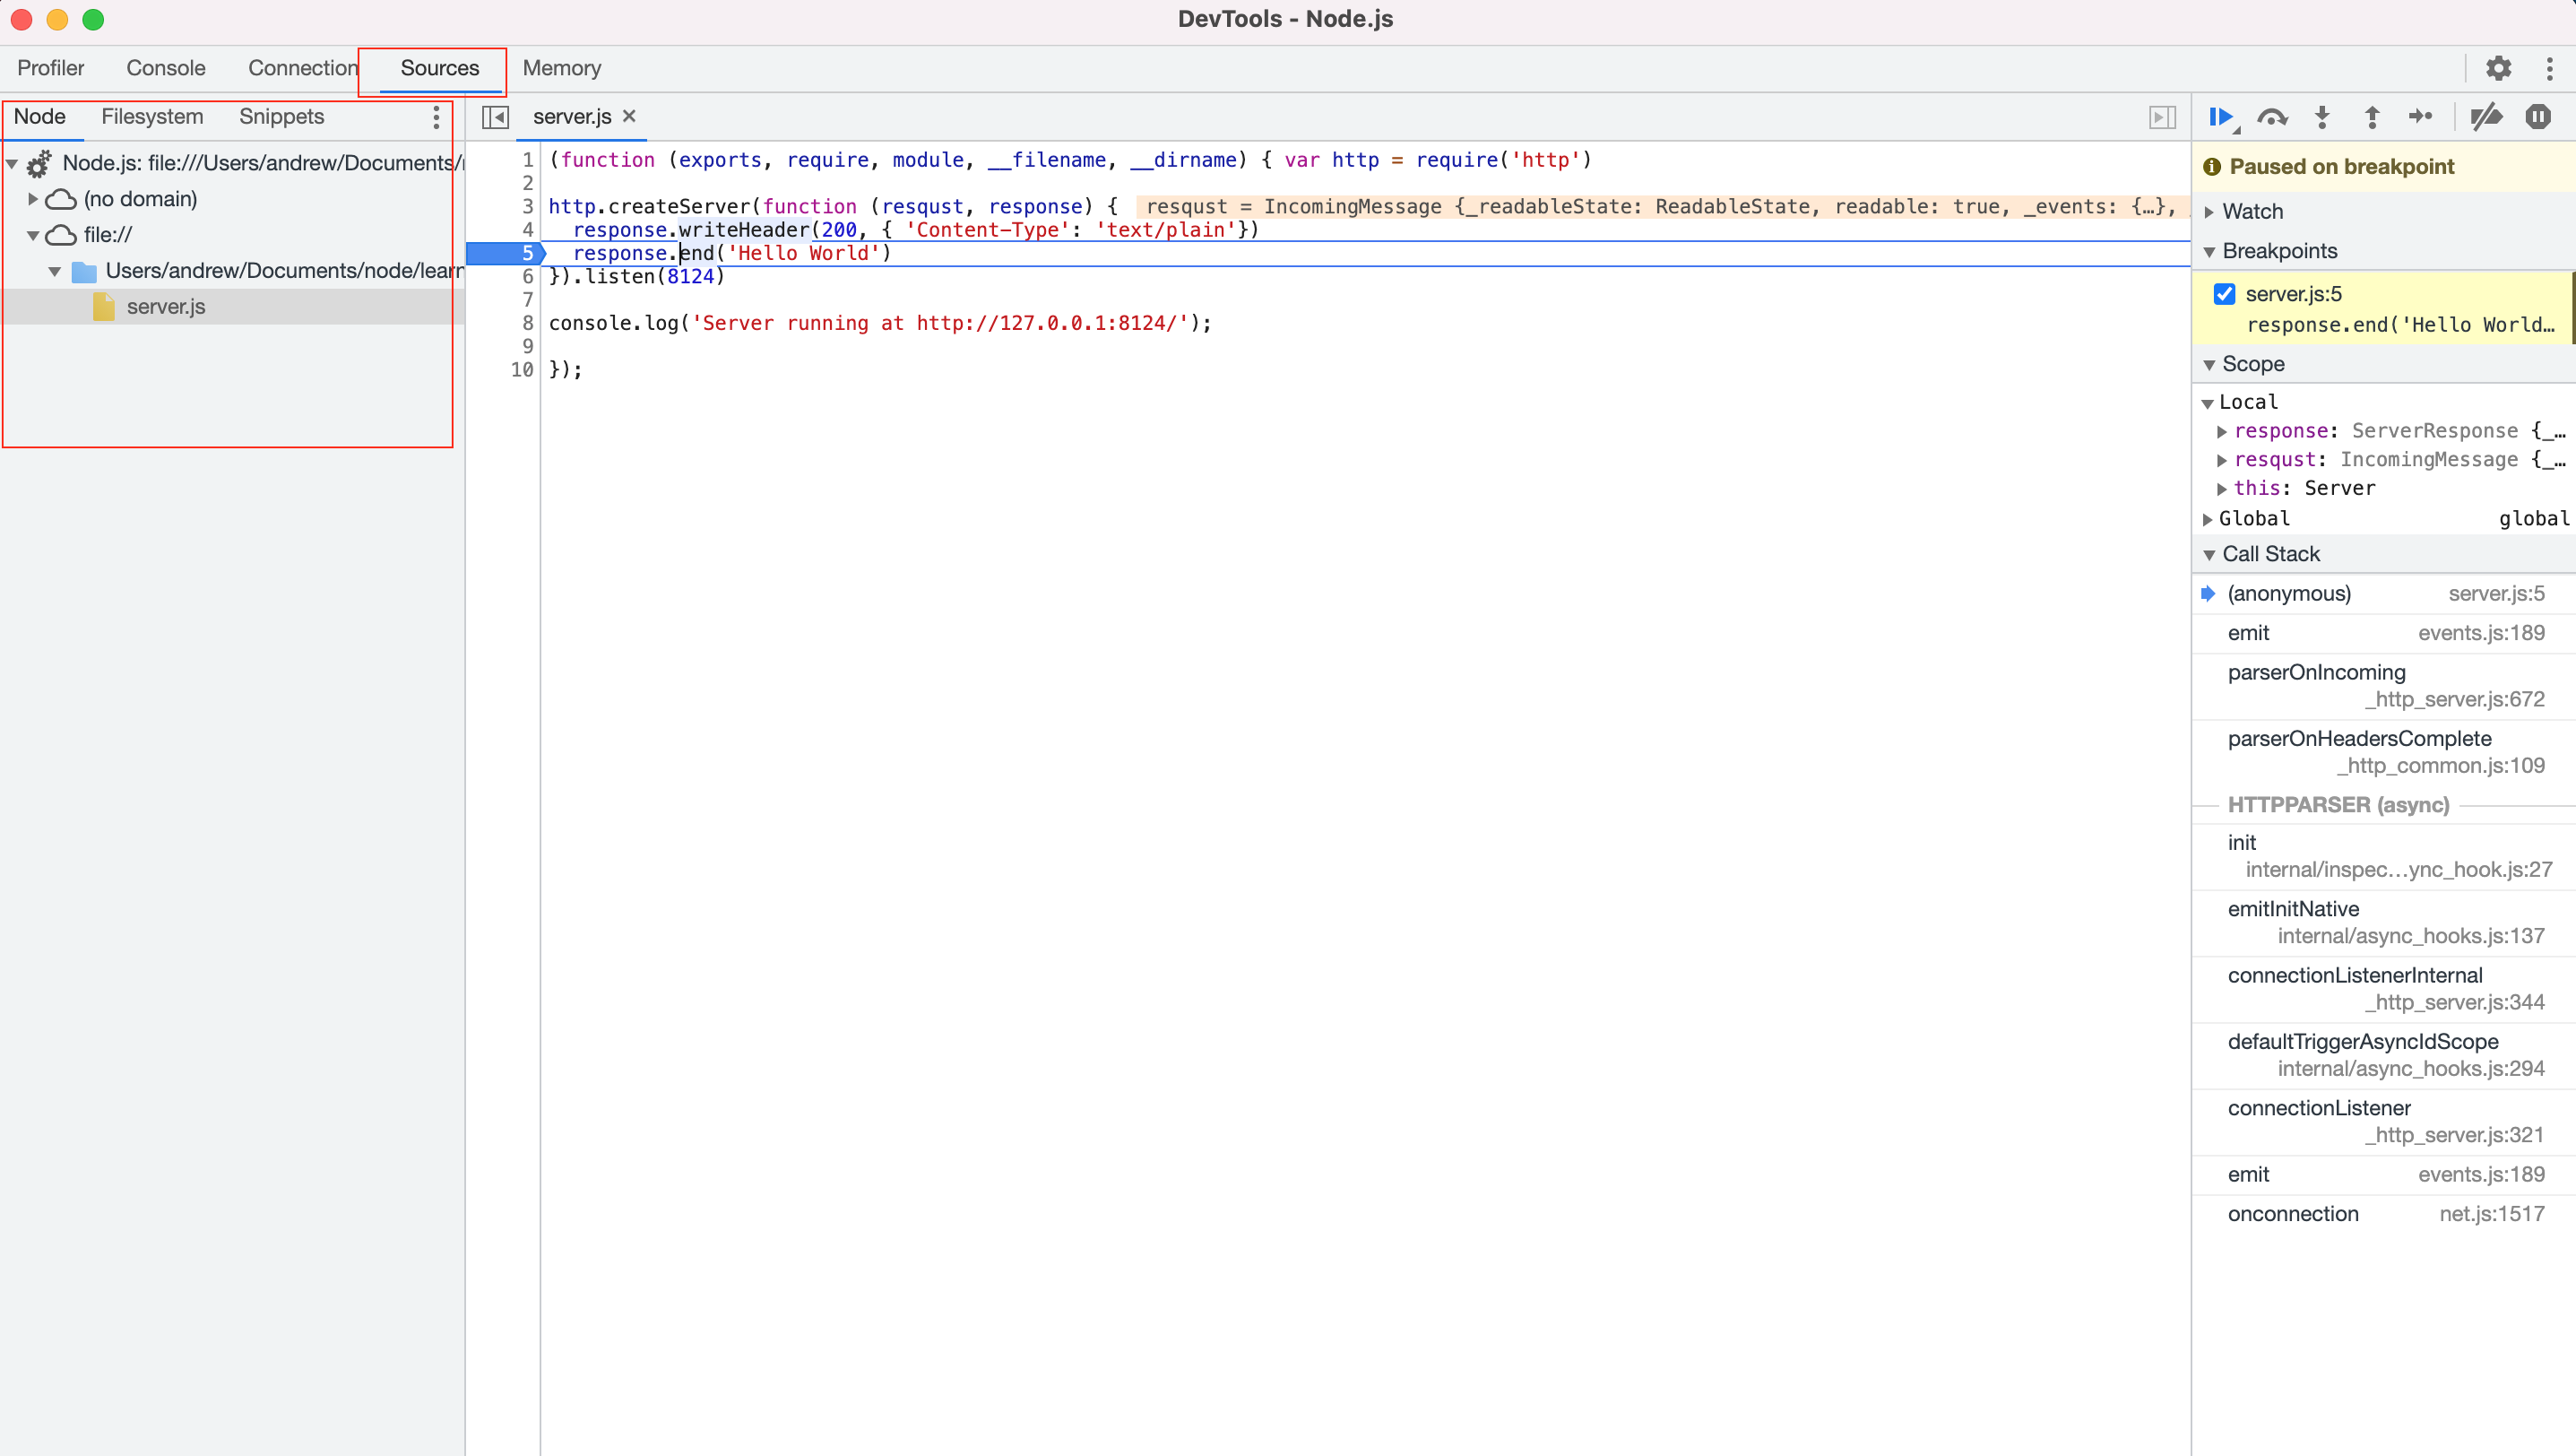 DevTools - Node.js
Profiler Console Connection Sources Memory
Node Filesystem Snippets
Node.js: file:///Users/andrew/Documents/
(no domain)
file://
Users/andrew/Documents/node/learn
server.js
server.js ×
1 (function (exports, require, module, __filename, __dirname) { var http = require('http')
2
3 http.createServer(function (resqust, response) { resqust = IncomingMessage {_readableState: ReadableState, readable: true, _events: {…},
4 response.writeHeader(200, { 'Content-Type': 'text/plain'})
5 response.end('Hello World')
6 }).listen(8124)
7
8 console.log('Server running at http://127.0.0.1:8124/');
9
10 });
Paused on breakpoint
Watch
Breakpoints
server.js:5
response.end('Hello World…
Scope
Local
response: ServerResponse {_…
resqust: IncomingMessage {_…
this: Server
Global global
Call Stack
(anonymous) server.js:5
emit events.js:189
parserOnIncoming
_http_server.js:672
parserOnHeadersComplete
_http_common.js:109
HTTPPARSER (async)
init
internal/inspec…ync_hook.js:27
emitInitNative
internal/async_hooks.js:137
connectionListenerInternal
_http_server.js:344
defaultTriggerAsyncIdScope
internal/async_hooks.js:294
connectionListener
_http_server.js:321
emit events.js:189
onconnection net.js:1517